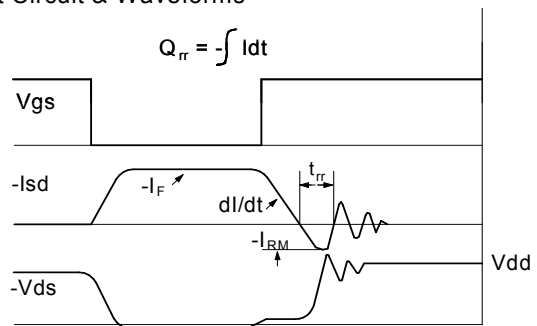 t Circuit & Waveforms
Qrr = -∫ Idt
Vgs
-Isd
-IF
dI/dt
trr
-IRM
Vdd
-Vds